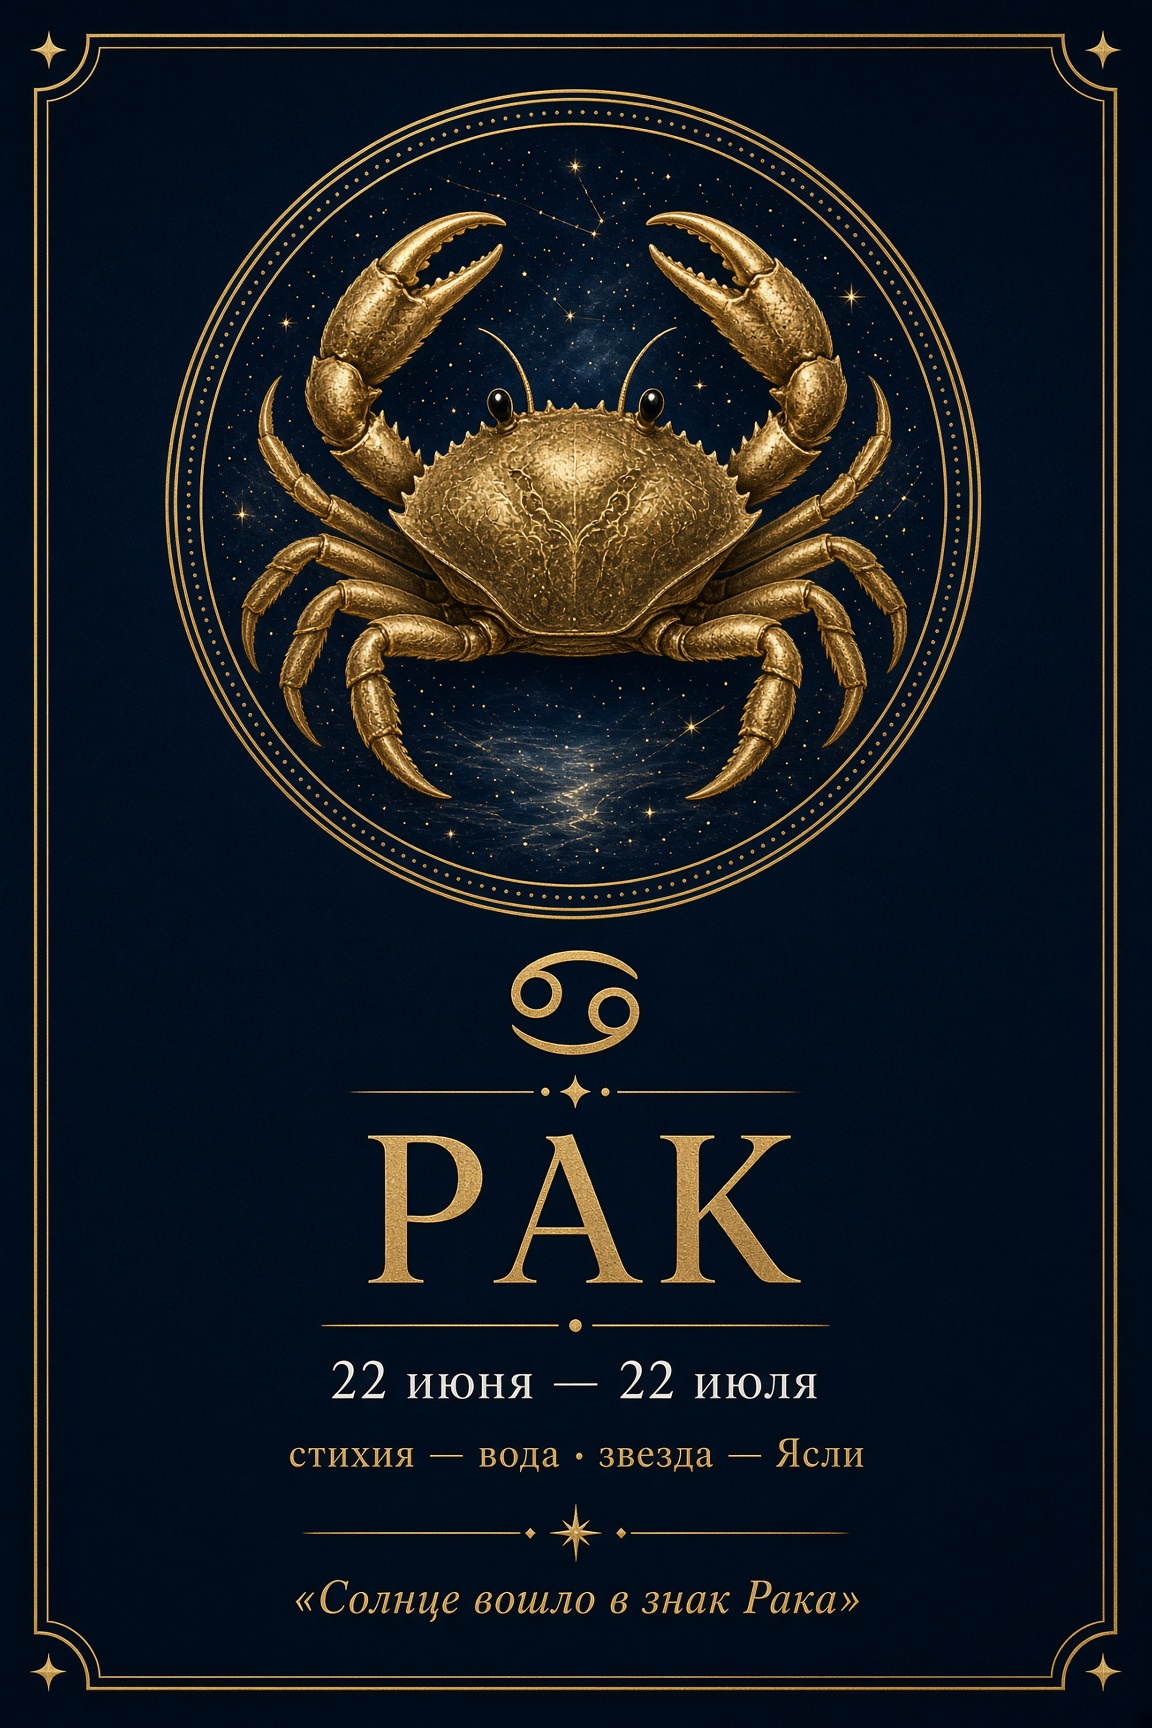 ♋
РАК
22 июня — 22 июля
стихия — вода · звезда — Ясли
«Солнце вошло в знак Рака»